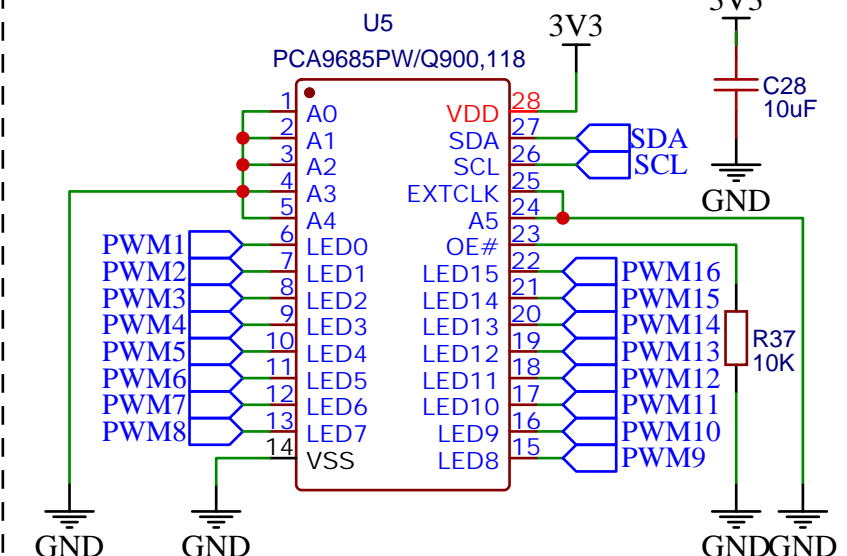 U5
PCA9685PW/Q900,118
3V3
3V3
C28
10uF
GND
1 A0
2 A1
3 A2
4 A3
5 A4
6 LED0
7 LED1
8 LED2
9 LED3
10 LED4
11 LED5
12 LED6
13 LED7
14 VSS
VDD 28
SDA 27
SCL 26
EXTCLK 25
A5 24
OE# 23
LED15 22
LED14 21
LED13 20
LED12 19
LED11 18
LED10 17
LED9 16
LED8 15
PWM1
PWM2
PWM3
PWM4
PWM5
PWM6
PWM7
PWM8
SDA
SCL
PWM16
PWM15
PWM14
PWM13
PWM12
PWM11
PWM10
PWM9
R37
10K
GND
GND
GND
GND